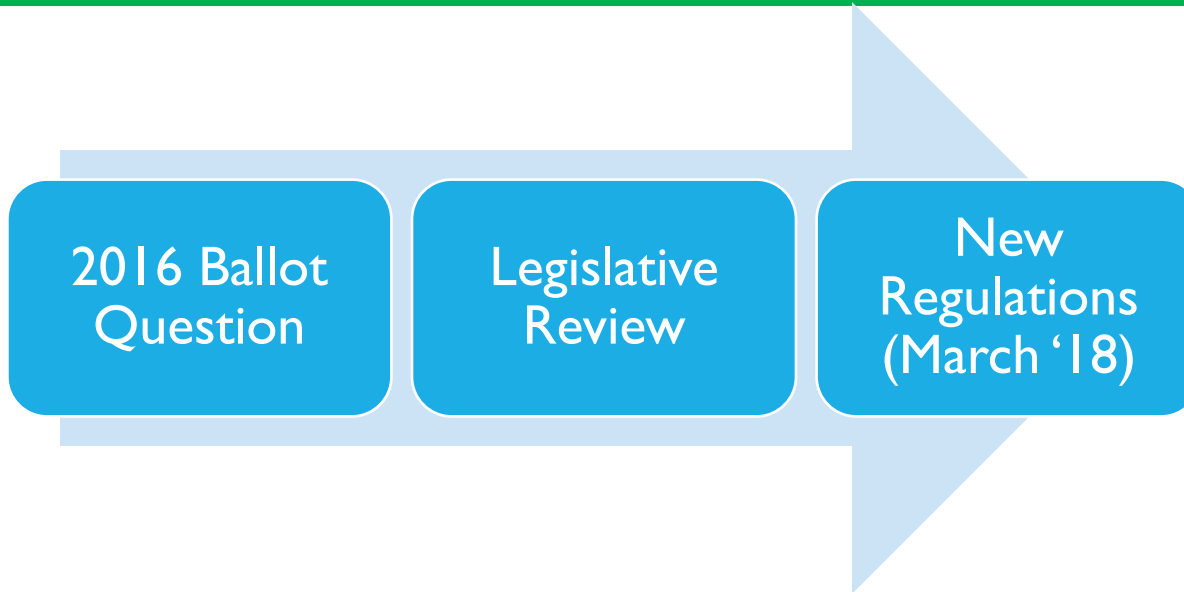 2016 Ballot
Question
Legislative
Review
New
Regulations
(March ‘18)